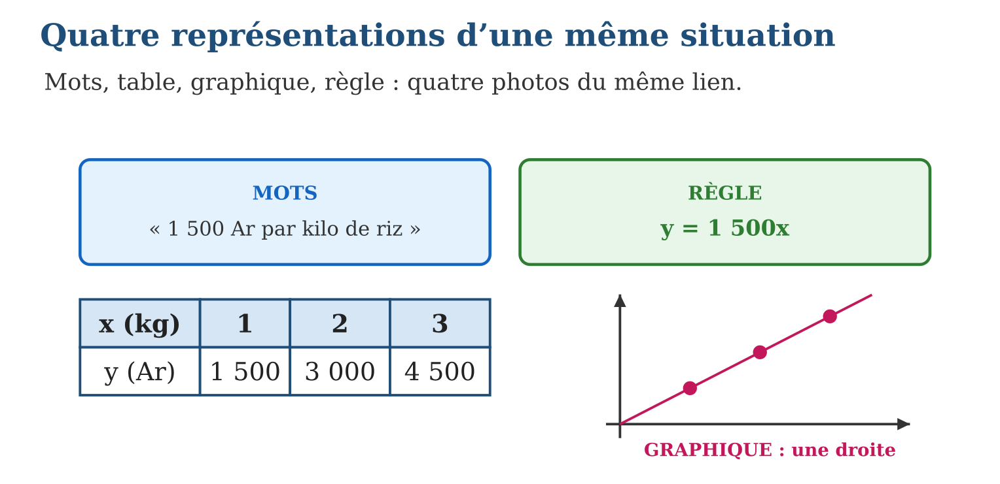 Quatre représentations d’une même situation
Mots, table, graphique, règle : quatre photos du même lien.
MOTS
« 1 500 Ar par kilo de riz »
RÈGLE
y = 1 500x
x (kg) 1 2 3
y (Ar) 1 500 3 000 4 500
GRAPHIQUE : une droite